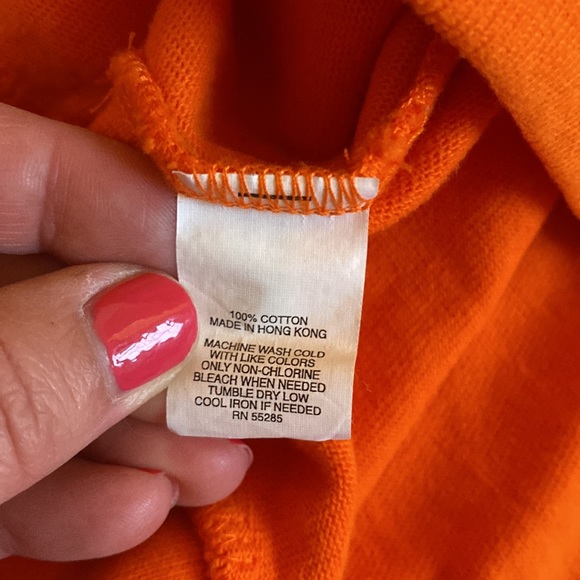 100% COTTON
MADE IN HONG KONG
MACHINE WASH COLD
WITH LIKE COLORS
ONLY NON-CHLORINE
BLEACH WHEN NEEDED
TUMBLE DRY LOW
COOL IRON IF NEEDED
RN 55285